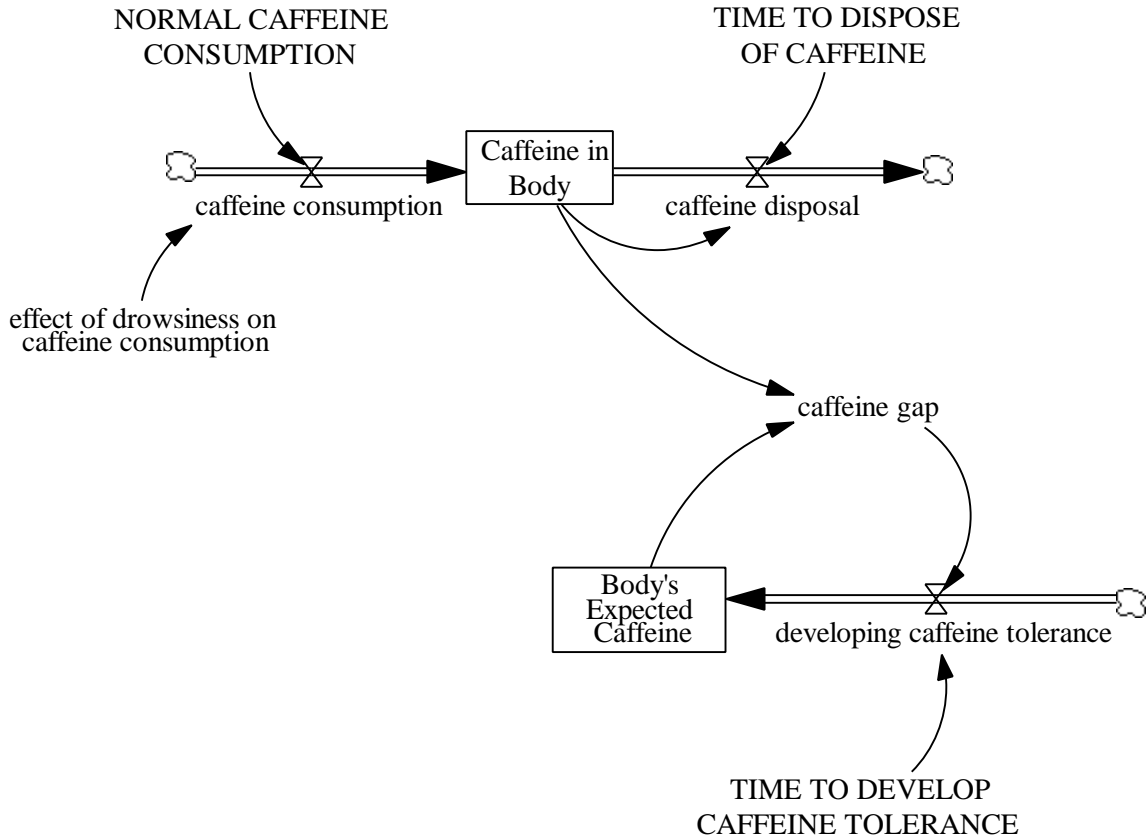 NORMAL CAFFEINE
CONSUMPTION
TIME TO DISPOSE
OF CAFFEINE
Caffeine in
Body
caffeine consumption
caffeine disposal
effect of drowsiness on
caffeine consumption
caffeine gap
Body's
Expected
Caffeine
developing caffeine tolerance
TIME TO DEVELOP
CAFFEINE TOLERANCE